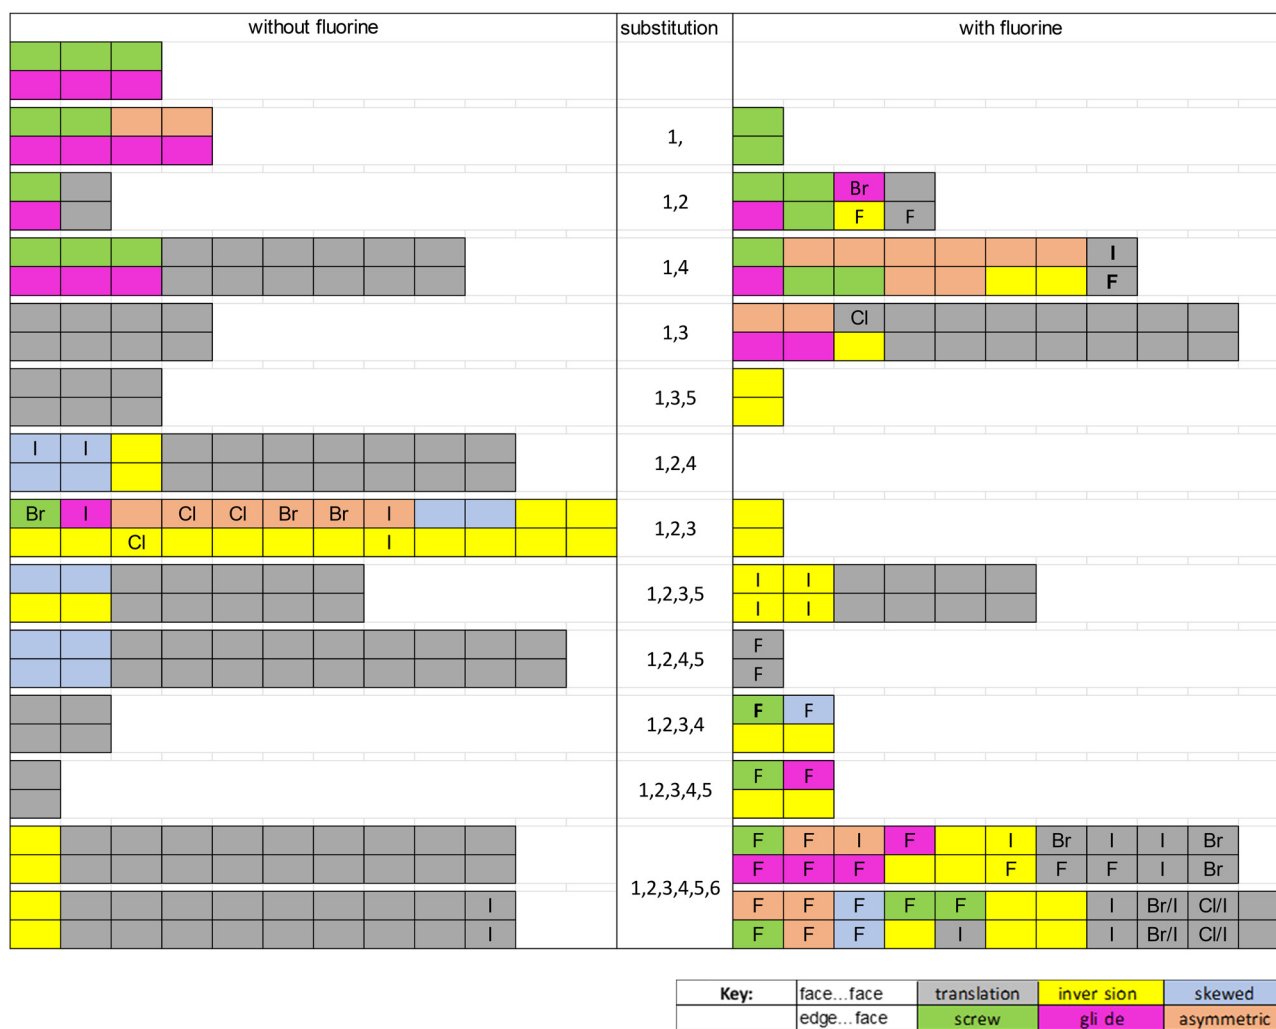 without fluorine substitution with fluorine
1,
1,2 Br
F F
1,4 I
F
1,3 Cl
1,3,5
I I 1,2,4
Br I Cl Cl Br Br I 1,2,3
Cl I
1,2,3,5 I I
I I
1,2,4,5 F
F
1,2,3,4 F F
1,2,3,4,5 F F
F F I F I Br I I Br
F F F F F F I Br
1,2,3,4,5,6
I F F F F F I Br/I Cl/I
I F F F I I Br/I Cl/I
Key: face...face translation inver sion skewed
edge...face screw gli de asymmetric